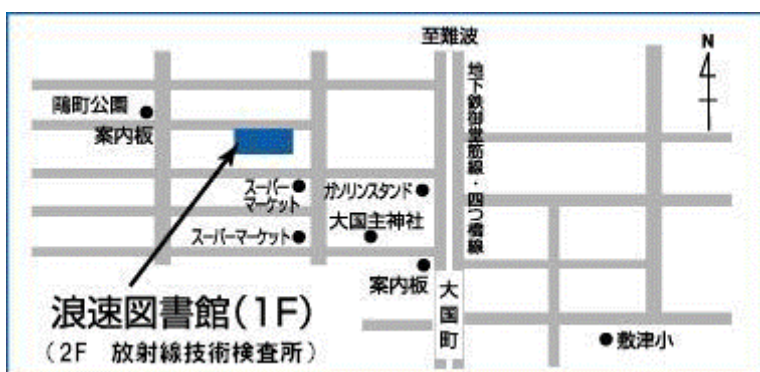 至難波
N
地下鉄御堂筋線・四つ橋線
鴎町公園
案内板
スーパー
マーケット
ガソリンスタンド
大国主神社
スーパーマーケット
案内板
大国町
浪速図書館(1F)
(2F 放射線技術検査所)
敷津小